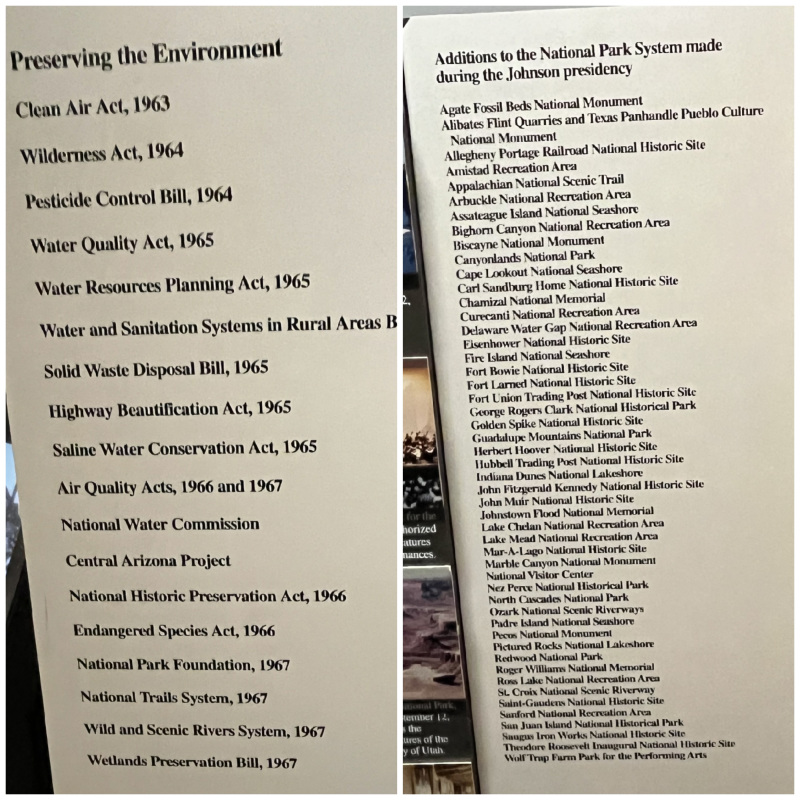 Preserving the Environment
Clean Air Act, 1963
Wilderness Act, 1964
Pesticide Control Bill, 1964
Water Quality Act, 1965
Water Resources Planning Act, 1965
Water and Sanitation Systems in Rural Areas B
Solid Waste Disposal Bill, 1965
Highway Beautification Act, 1965
Saline Water Conservation Act, 1965
Air Quality Acts, 1966 and 1967
National Water Commission
Central Arizona Project
National Historic Preservation Act, 1966
Endangered Species Act, 1966
National Park Foundation, 1967
National Trails System, 1967
Wild and Scenic Rivers System, 1967
Wetlands Preservation Bill, 1967
Additions to the National Park System made
during the Johnson presidency
Agate Fossil Beds National Monument
Alibates Flint Quarries and Texas Panhandle Pueblo Culture
National Monument
Allegheny Portage Railroad National Historic Site
Amistad Recreation Area
Appalachian National Scenic Trail
Arbuckle National Recreation Area
Assateague Island National Seashore
Bighorn Canyon National Recreation Area
Biscayne National Monument
Canyonlands National Park
Cape Lookout National Seashore
Carl Sandburg Home National Historic Site
Chamizal National Memorial
Curecanti National Recreation Area
Delaware Water Gap National Recreation Area
Eisenhower National Historic Site
Fire Island National Seashore
Fort Bowie National Historic Site
Fort Larned National Historic Site
Fort Union Trading Post National Historic Site
George Rogers Clark National Historical Park
Golden Spike National Historic Site
Guadalupe Mountains National Park
Herbert Hoover National Historic Site
Hubbell Trading Post National Historic Site
Indiana Dunes National Lakeshore
John Fitzgerald Kennedy National Historic Site
John Muir National Historic Site
Johnstown Flood National Memorial
Lake Chelan National Recreation Area
Lake Mead National Recreation Area
Mar-A-Lago National Historic Site
Marble Canyon National Monument
National Visitor Center
Nez Perce National Historical Park
North Cascades National Park
Ozark National Scenic Riverways
Padre Island National Seashore
Pecos National Monument
Pictured Rocks National Lakeshore
Redwood National Park
Roger Williams National Memorial
Ross Lake National Recreation Area
St. Croix National Scenic Riverway
Saint-Gaudens National Historic Site
Sanford National Recreation Area
San Juan Island National Historical Park
Saugus Iron Works National Historic Site
Theodore Roosevelt Inaugural National Historic Site
Wolf Trap Farm Park for the Performing Arts
2,
for the
horized
atures
nances.
ional Park,
tember 12,
s the
ures of the
y of Utah.